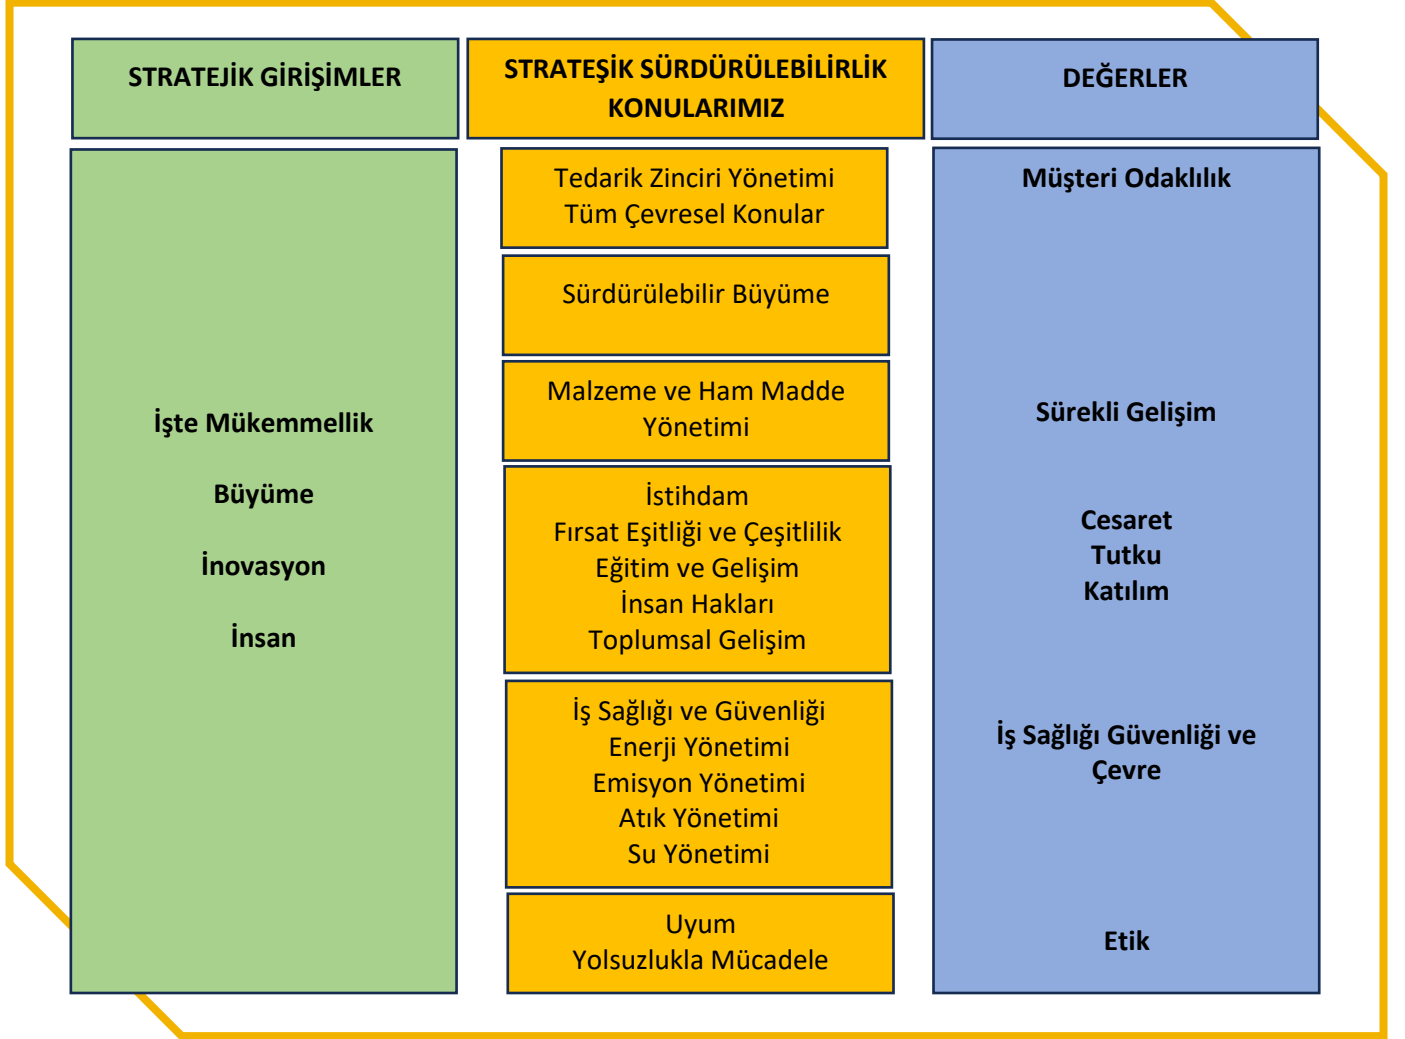 STRATEJİK GİRİŞİMLER
STRATEŞİK SÜRDÜRÜLEBİLİRLİK
KONULARIMIZ
DEĞERLER
İşte Mükemmellik
Büyüme
İnovasyon
İnsan
Tedarik Zinciri Yönetimi
Tüm Çevresel Konular
Sürdürülebilir Büyüme
Malzeme ve Ham Madde
Yönetimi
İstihdam
Fırsat Eşitliği ve Çeşitlilik
Eğitim ve Gelişim
İnsan Hakları
Toplumsal Gelişim
İş Sağlığı ve Güvenliği
Enerji Yönetimi
Emisyon Yönetimi
Atık Yönetimi
Su Yönetimi
Uyum
Yolsuzlukla Mücadele
Müşteri Odaklılık
Sürekli Gelişim
Cesaret
Tutku
Katılım
İş Sağlığı Güvenliği ve
Çevre
Etik